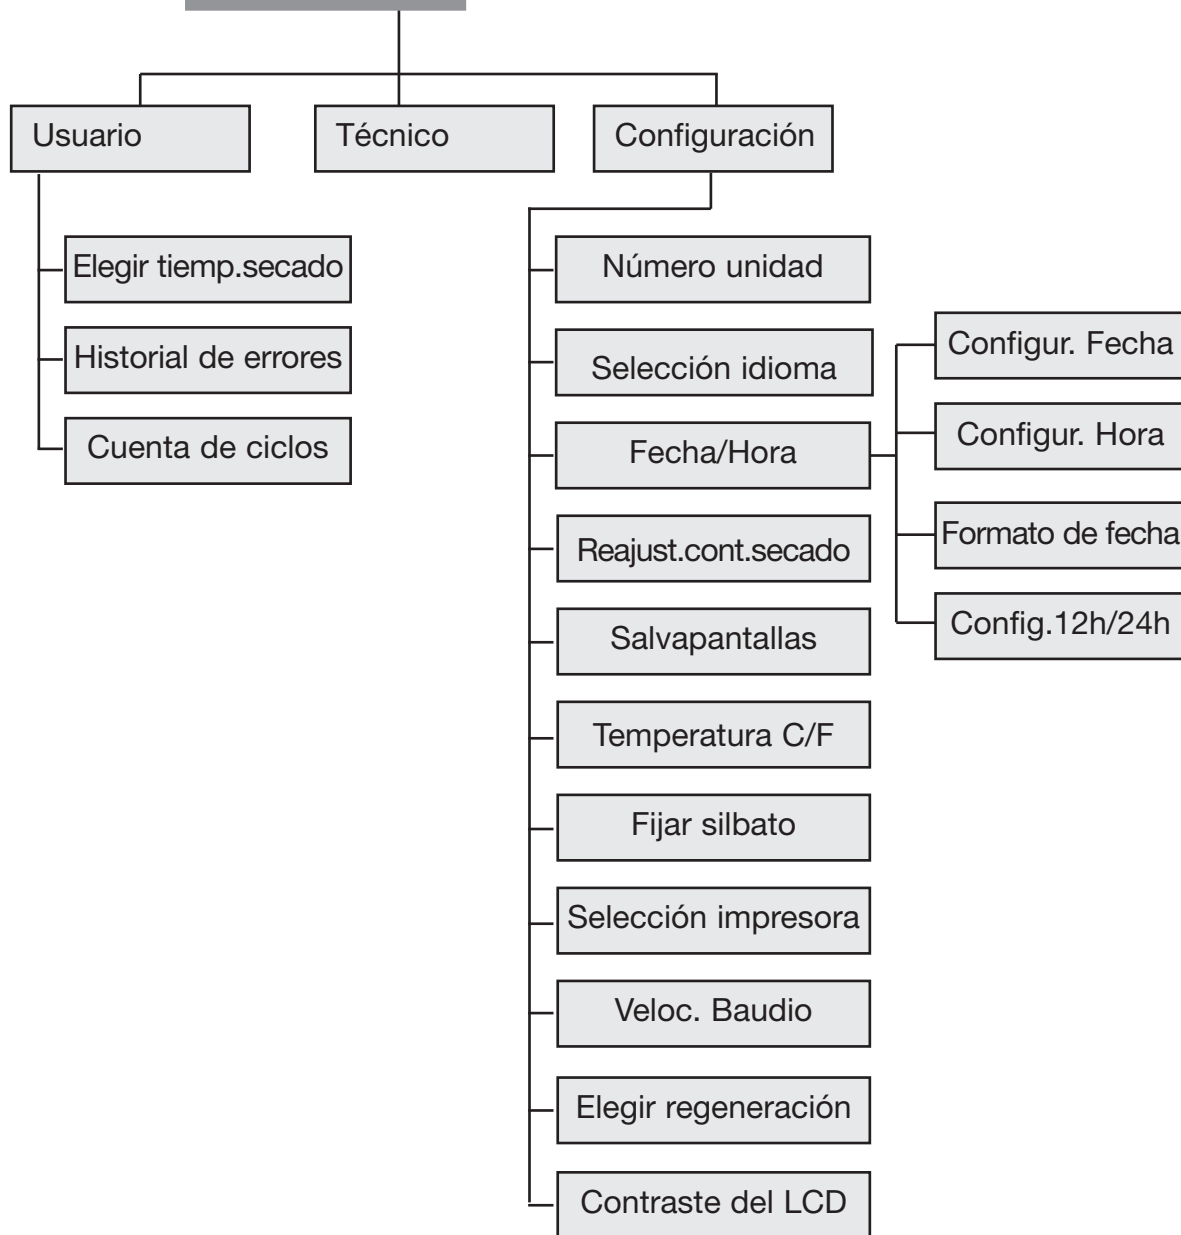 Usuario
Técnico
Configuración
Elegir tiemp.secado
Historial de errores
Cuenta de ciclos
Número unidad
Selección idioma
Fecha/Hora
Reajust.cont.secado
Salvapantallas
Temperatura C/F
Fijar silbato
Selección impresora
Veloc. Baudio
Elegir regeneración
Contraste del LCD
Configur. Fecha
Configur. Hora
Formato de fecha
Config.12h/24h